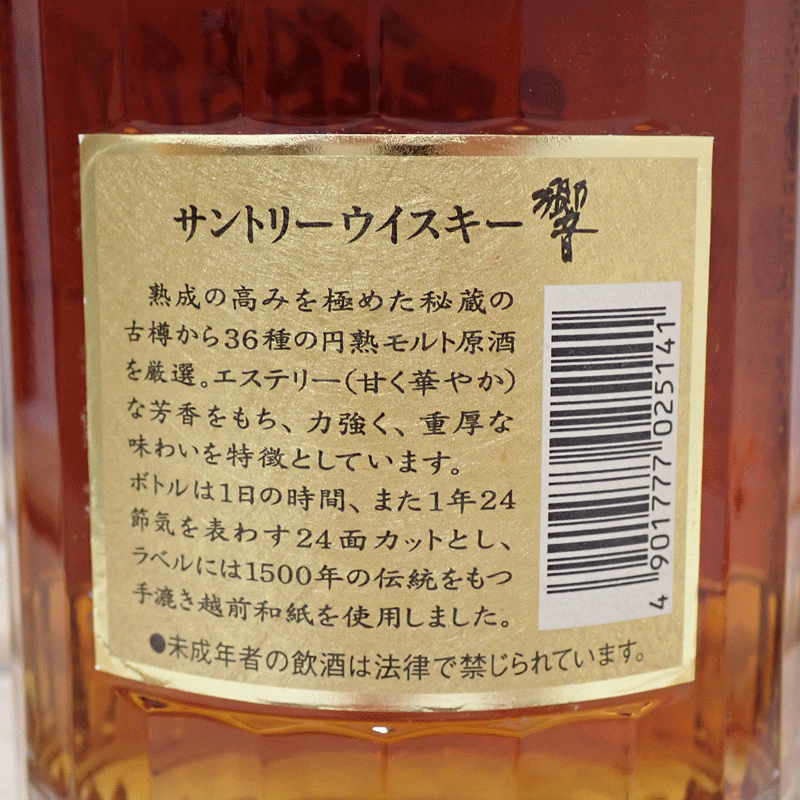 サントリーウイスキー 響
熟成の高みを極めた秘蔵の
古樽から36種の円熟モルト原酒
を厳選。エステリー(甘く華やか)
な芳香をもち、力強く、重厚な
味わいを特徴としています。
ボトルは1日の時間、また1年24
節気を表わす24面カットとし、
ラベルには1500年の伝統をもつ
手漉き越前和紙を使用しました。
●未成年者の飲酒は法律で禁じられています。
4 901777 025141